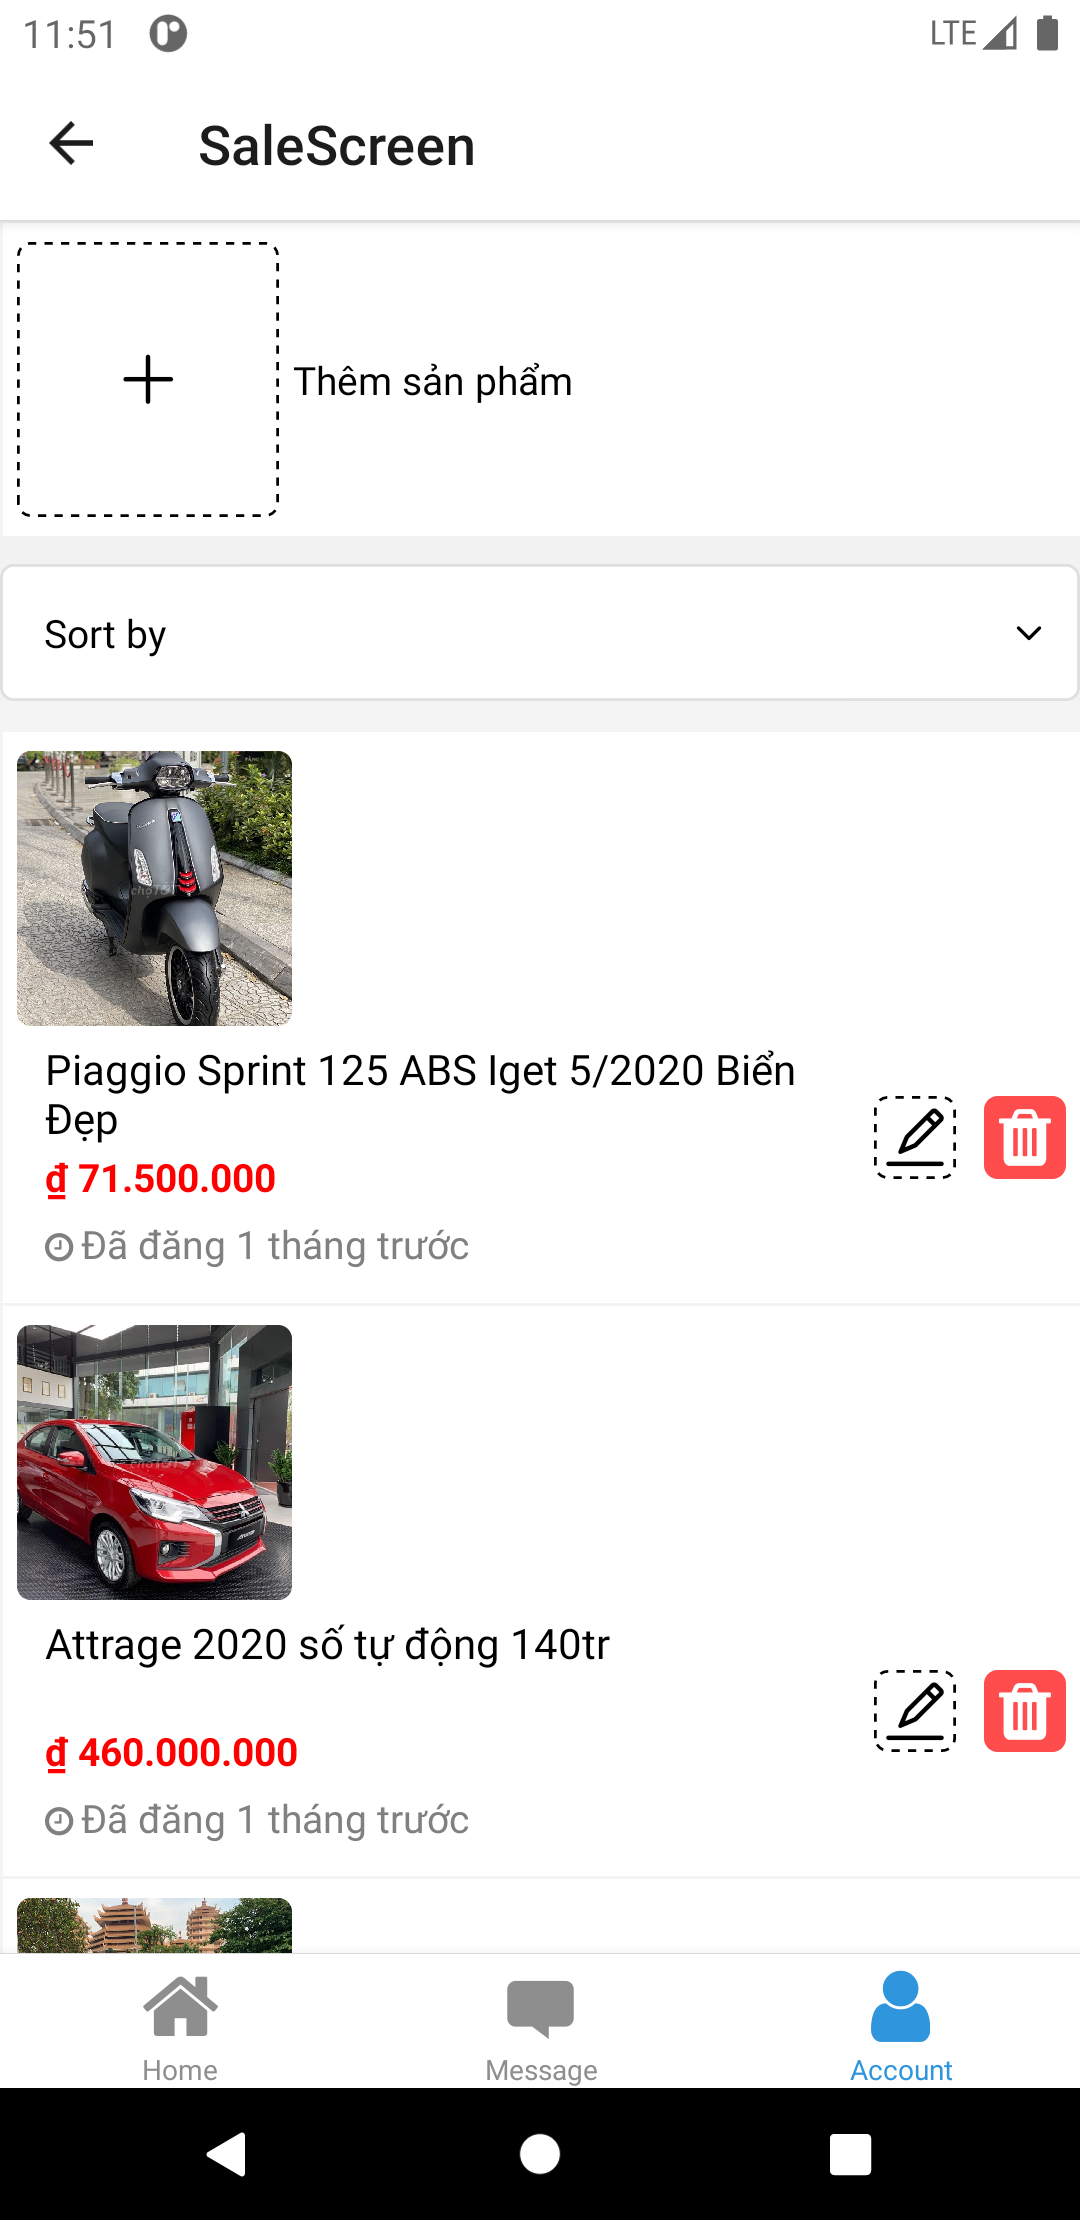 11:51
LTE
SaleScreen
Thêm sản phẩm
Sort by
chợTỐT
Piaggio Sprint 125 ABS Iget 5/2020 Biển
Đẹp
₫ 71.500.000
Đã đăng 1 tháng trước
chợTỐT
Attrage 2020 số tự động 140tr
₫ 460.000.000
Đã đăng 1 tháng trước
Home
Message
Account